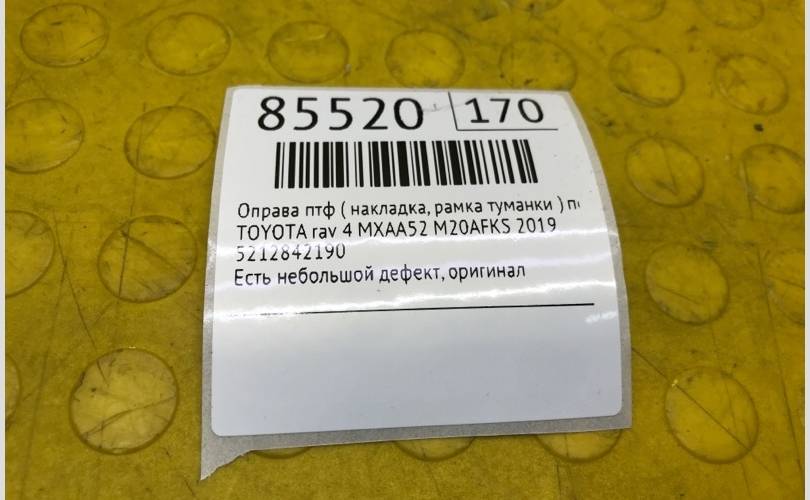 85520 170
Оправа птф ( накладка, рамка туманки )
TOYOTA rav 4 MXAA52 M20AFKS 2019
5212842190
Есть небольшой дефект, оригинал